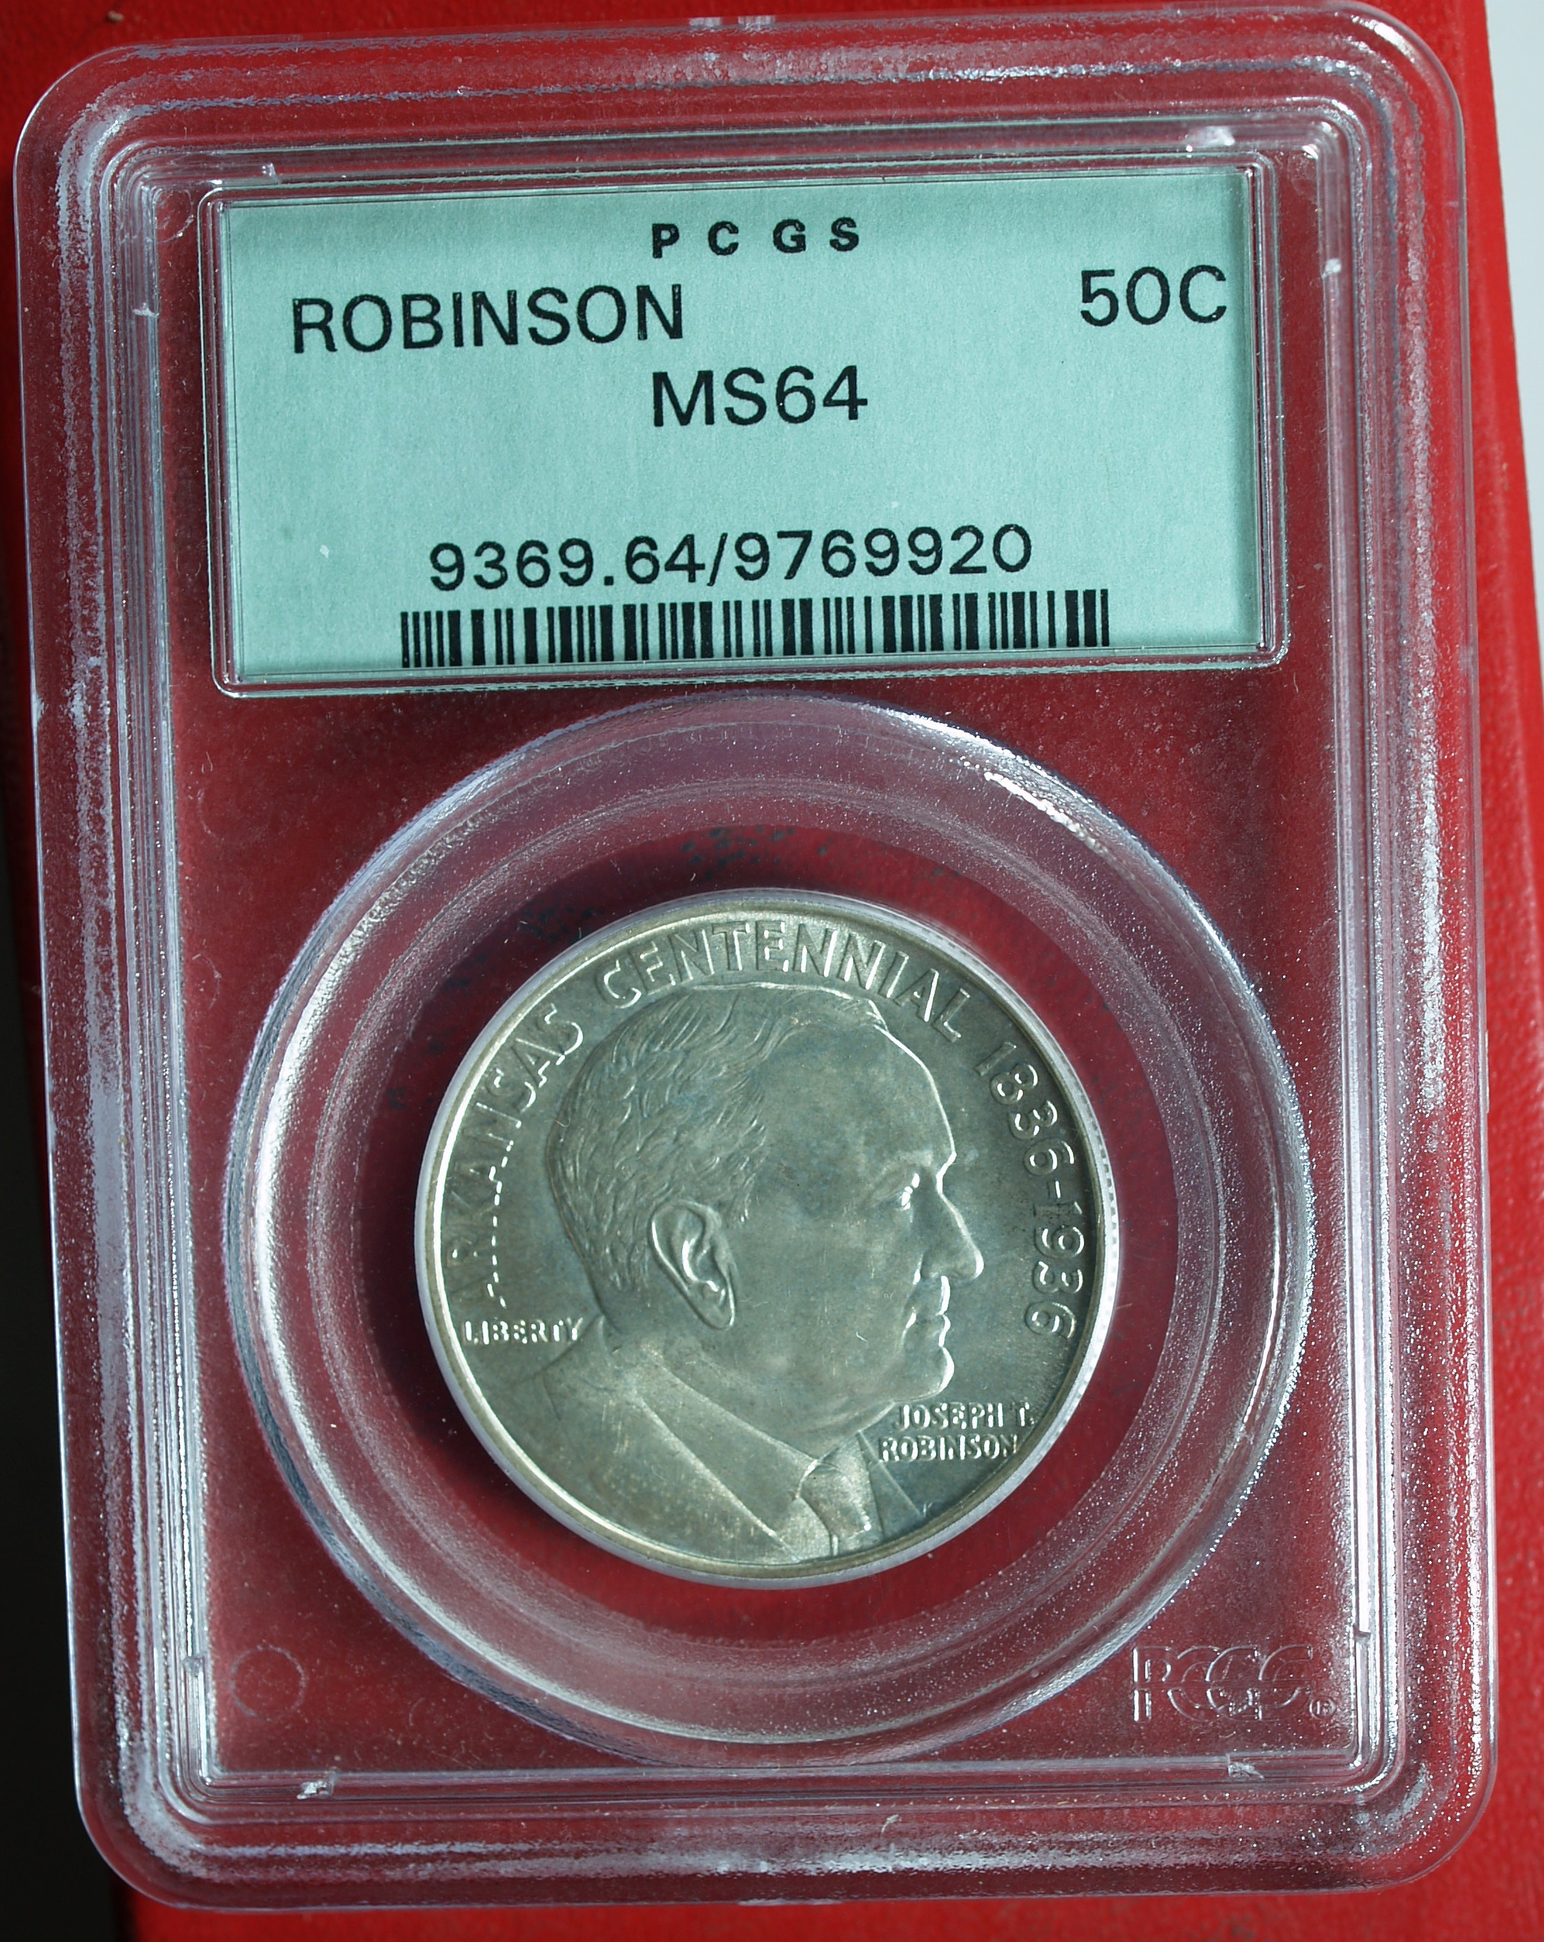 PCGS
ROBINSON 50C
MS64
9369.64/9769920
ARKANSAS CENTENNIAL 1836-1936
LIBERTY
JOSEPH T.
ROBINSON
PCGS®